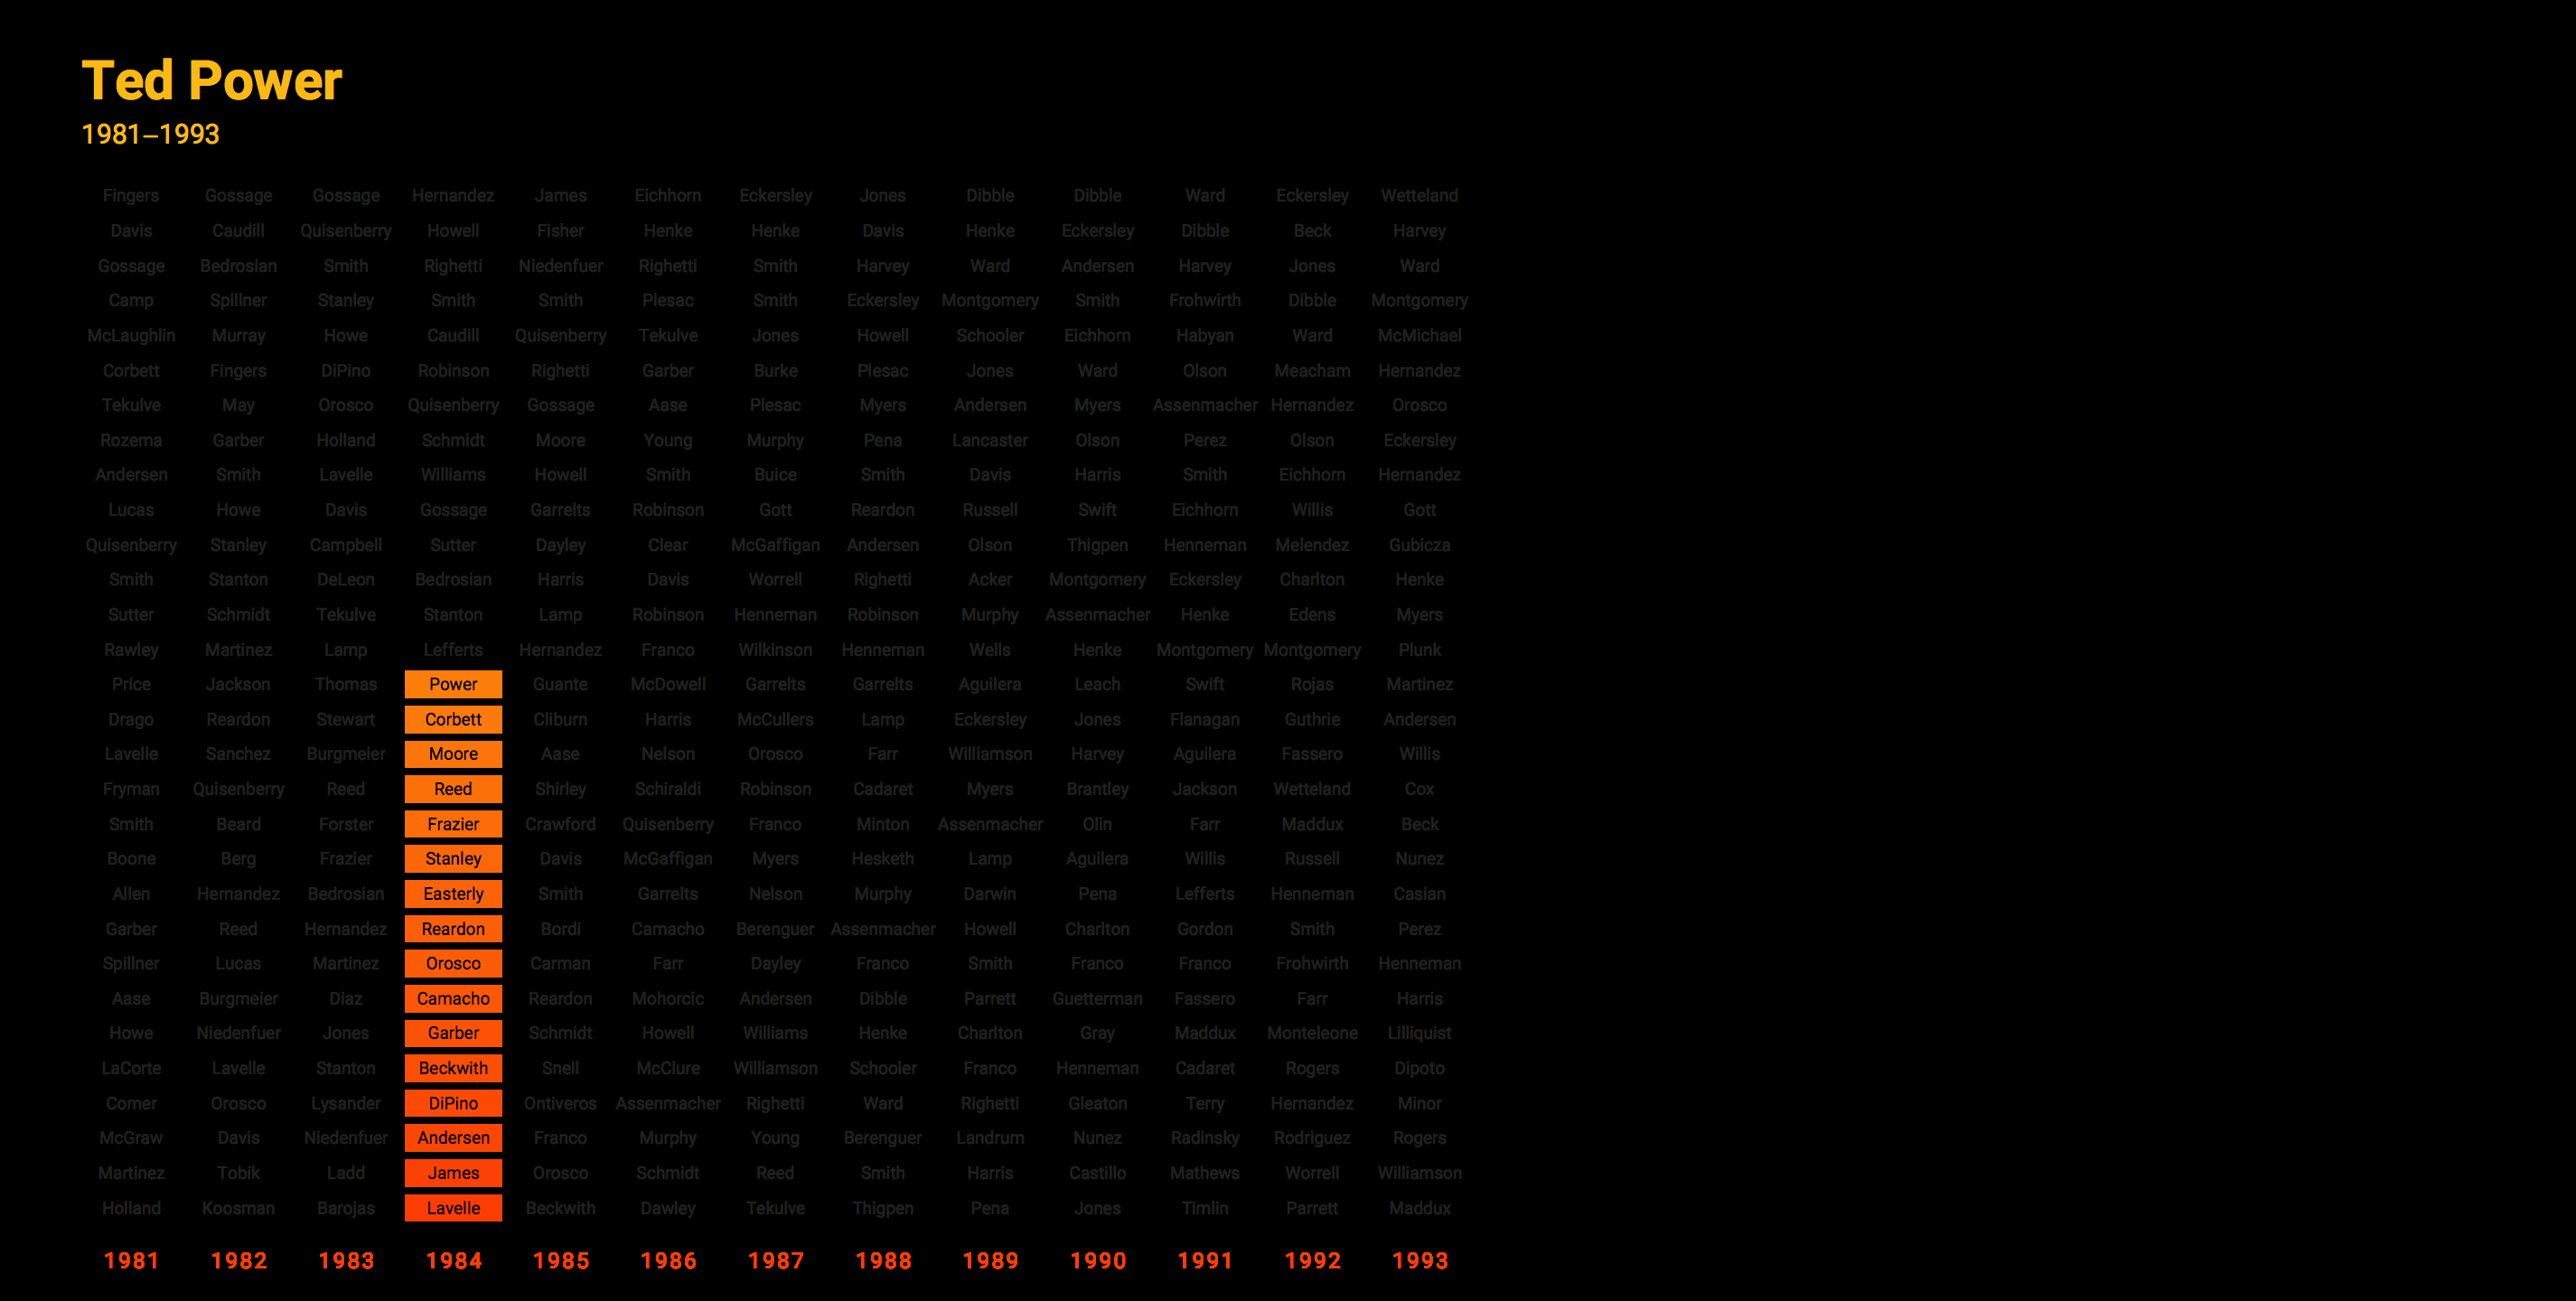 Ted Power
1981–1993
Fingers Gossage Gossage Hernandez James Eichhorn Eckersley Jones Dibble Dibble Ward Eckersley Wetteland
Davis Caudill Quisenberry Howell Fisher Henke Henke Davis Henke Eckersley Dibble Beck Harvey
Gossage Bedrosian Smith Righetti Niedenfuer Righetti Smith Harvey Ward Andersen Harvey Jones Ward
Camp Spillner Stanley Smith Smith Plesac Smith Eckersley Montgomery Smith Frohwirth Dibble Montgomery
McLaughlin Murray Howe Caudill Quisenberry Tekulve Jones Howell Schooler Eichhorn Habyan Ward McMichael
Corbett Fingers DiPino Robinson Righetti Garber Burke Plesac Jones Ward Olson Meacham Hernandez
Tekulve May Orosco Quisenberry Gossage Aase Plesac Myers Andersen Myers Assenmacher Hernandez Orosco
Rozema Garber Holland Schmidt Moore Young Murphy Pena Lancaster Olson Perez Olson Eckersley
Andersen Smith Lavelle Williams Howell Smith Buice Smith Davis Harris Smith Eichhorn Hernandez
Lucas Howe Davis Gossage Garrelts Robinson Gott Reardon Russell Swift Eichhorn Willis Gott
Quisenberry Stanley Campbell Sutter Dayley Clear McGaffigan Andersen Olson Thigpen Henneman Melendez Gubicza
Smith Stanton DeLeon Bedrosian Harris Davis Worrell Righetti Acker Montgomery Eckersley Charlton Henke
Sutter Schmidt Tekulve Stanton Lamp Robinson Henneman Robinson Murphy Assenmacher Henke Edens Myers
Rawley Martinez Lamp Lefferts Hernandez Franco Wilkinson Henneman Wells Henke Montgomery Montgomery Plunk
Price Jackson Thomas Power Guante McDowell Garrelts Garrelts Aguilera Leach Swift Rojas Martinez
Drago Reardon Stewart Corbett Cliburn Harris McCullers Lamp Eckersley Jones Flanagan Guthrie Andersen
Lavelle Sanchez Burgmeier Moore Aase Nelson Orosco Farr Williamson Harvey Aguilera Fassero Willis
Fryman Quisenberry Reed Reed Shirley Schiraldi Robinson Cadaret Myers Brantley Jackson Wetteland Cox
Smith Beard Forster Frazier Crawford Quisenberry Franco Minton Assenmacher Olin Farr Maddux Beck
Boone Berg Frazier Stanley Davis McGaffigan Myers Hesketh Lamp Aguilera Willis Russell Nunez
Allen Hernandez Bedrosian Easterly Smith Garrelts Nelson Murphy Darwin Pena Lefferts Henneman Casian
Garber Reed Hernandez Reardon Bordi Camacho Berenguer Assenmacher Howell Charlton Gordon Smith Perez
Spillner Lucas Martinez Orosco Carman Farr Dayley Franco Smith Franco Franco Frohwirth Henneman
Aase Burgmeier Diaz Camacho Reardon Mohorcic Andersen Dibble Parrett Guetterman Fassero Farr Harris
Howe Niedenfuer Jones Garber Schmidt Howell Williams Henke Charlton Gray Maddux Monteleone Lilliquist
LaCorte Lavelle Stanton Beckwith Snell McClure Williamson Schooler Franco Henneman Cadaret Rogers Dipoto
Comer Orosco Lysander DiPino Ontiveros Assenmacher Righetti Ward Righetti Gleaton Terry Hernandez Minor
McGraw Davis Niedenfuer Andersen Franco Murphy Young Berenguer Landrum Nunez Radinsky Rodriguez Rogers
Martinez Tobik Ladd James Orosco Schmidt Reed Smith Harris Castillo Mathews Worrell Williamson
Holland Koosman Barojas Lavelle Beckwith Dawley Tekulve Thigpen Pena Jones Timlin Parrett Maddux
1981 1982 1983 1984 1985 1986 1987 1988 1989 1990 1991 1992 1993